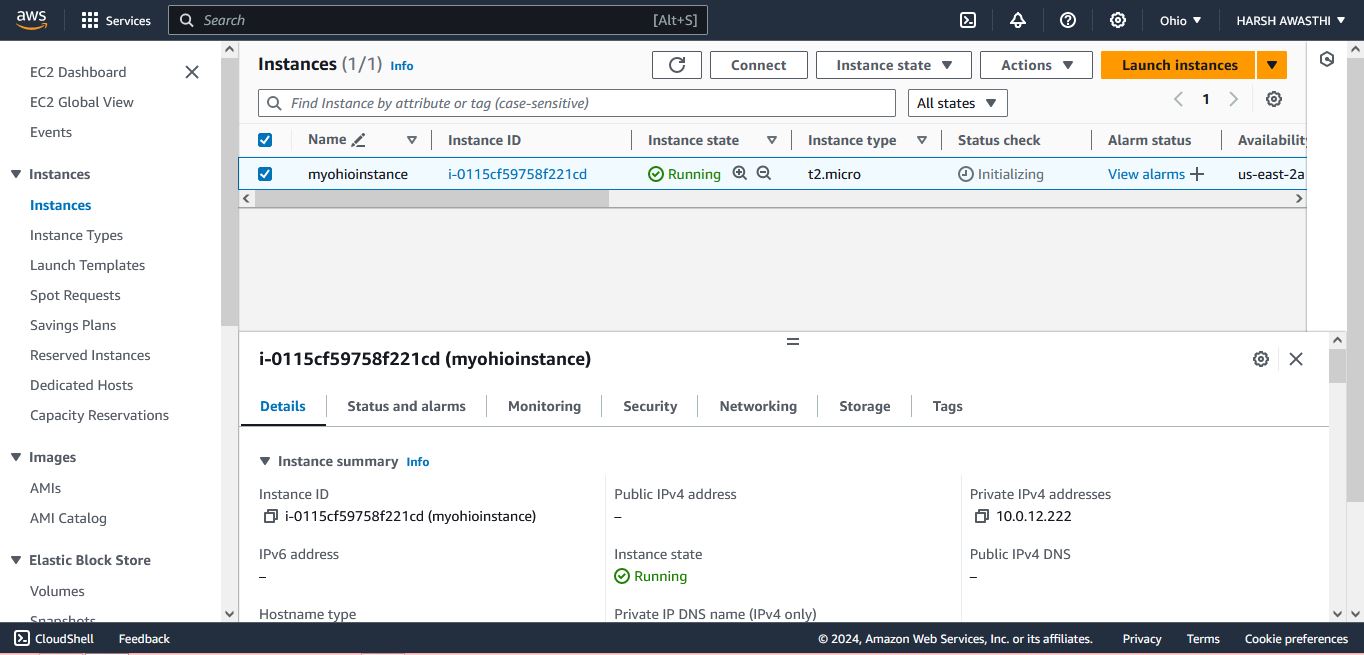 aws Services Search [Alt+S] Ohio HARSH AWASTHI
EC2 Dashboard
EC2 Global View
Events
Instances
Instances
Instance Types
Launch Templates
Spot Requests
Savings Plans
Reserved Instances
Dedicated Hosts
Capacity Reservations
Images
AMIs
AMI Catalog
Elastic Block Store
Volumes
Snapshots
Instances (1/1) Info Connect Instance state Actions Launch instances
Find Instance by attribute or tag (case-sensitive) All states 1
Name Instance ID Instance state Instance type Status check Alarm status Availability
myohioinstance i-0115cf59758f221cd Running t2.micro Initializing View alarms us-east-2a
i-0115cf59758f221cd (myohioinstance)
Details Status and alarms Monitoring Security Networking Storage Tags
Instance summary Info
Instance ID
i-0115cf59758f221cd (myohioinstance)
Public IPv4 address
–
Private IPv4 addresses
10.0.12.222
IPv6 address
–
Instance state
Running
Public IPv4 DNS
–
Hostname type
Private IP DNS name (IPv4 only)
CloudShell Feedback © 2024, Amazon Web Services, Inc. or its affiliates. Privacy Terms Cookie preferences